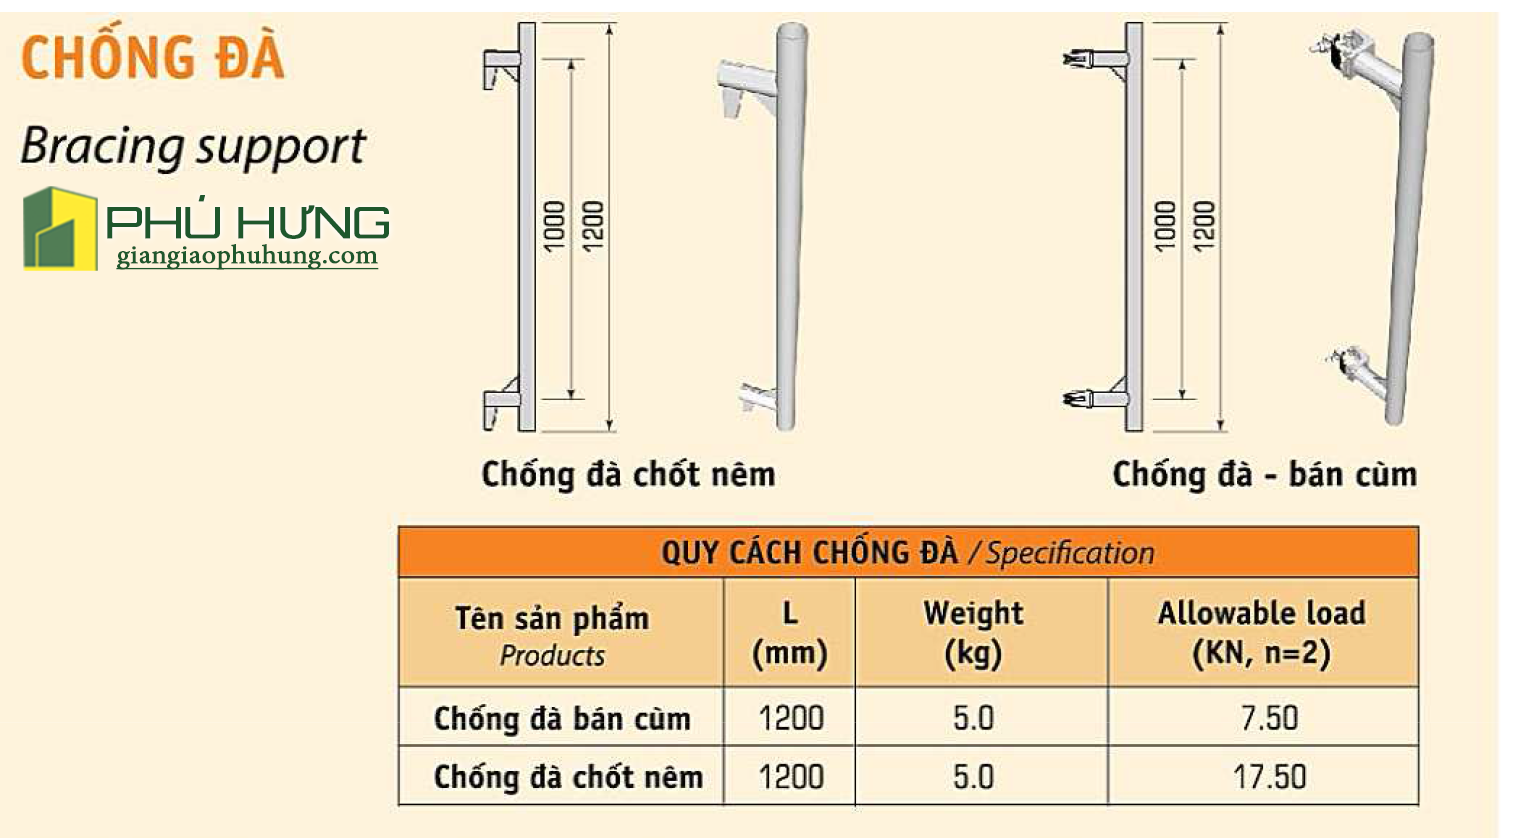 CHỐNG ĐÀ
Bracing support
PHÚ HƯNG
giangiaophuhung.com
1000
1200
1000
1200
Chống đà chốt nêm
Chống đà - bán cùm
QUY CÁCH CHỐNG ĐÀ / Specification
Tên sản phẩm
Products
L
(mm)
Weight
(kg)
Allowable load
(KN, n=2)
Chống đà bán cùm 1200 5.0 7.50
Chống đà chốt nêm 1200 5.0 17.50